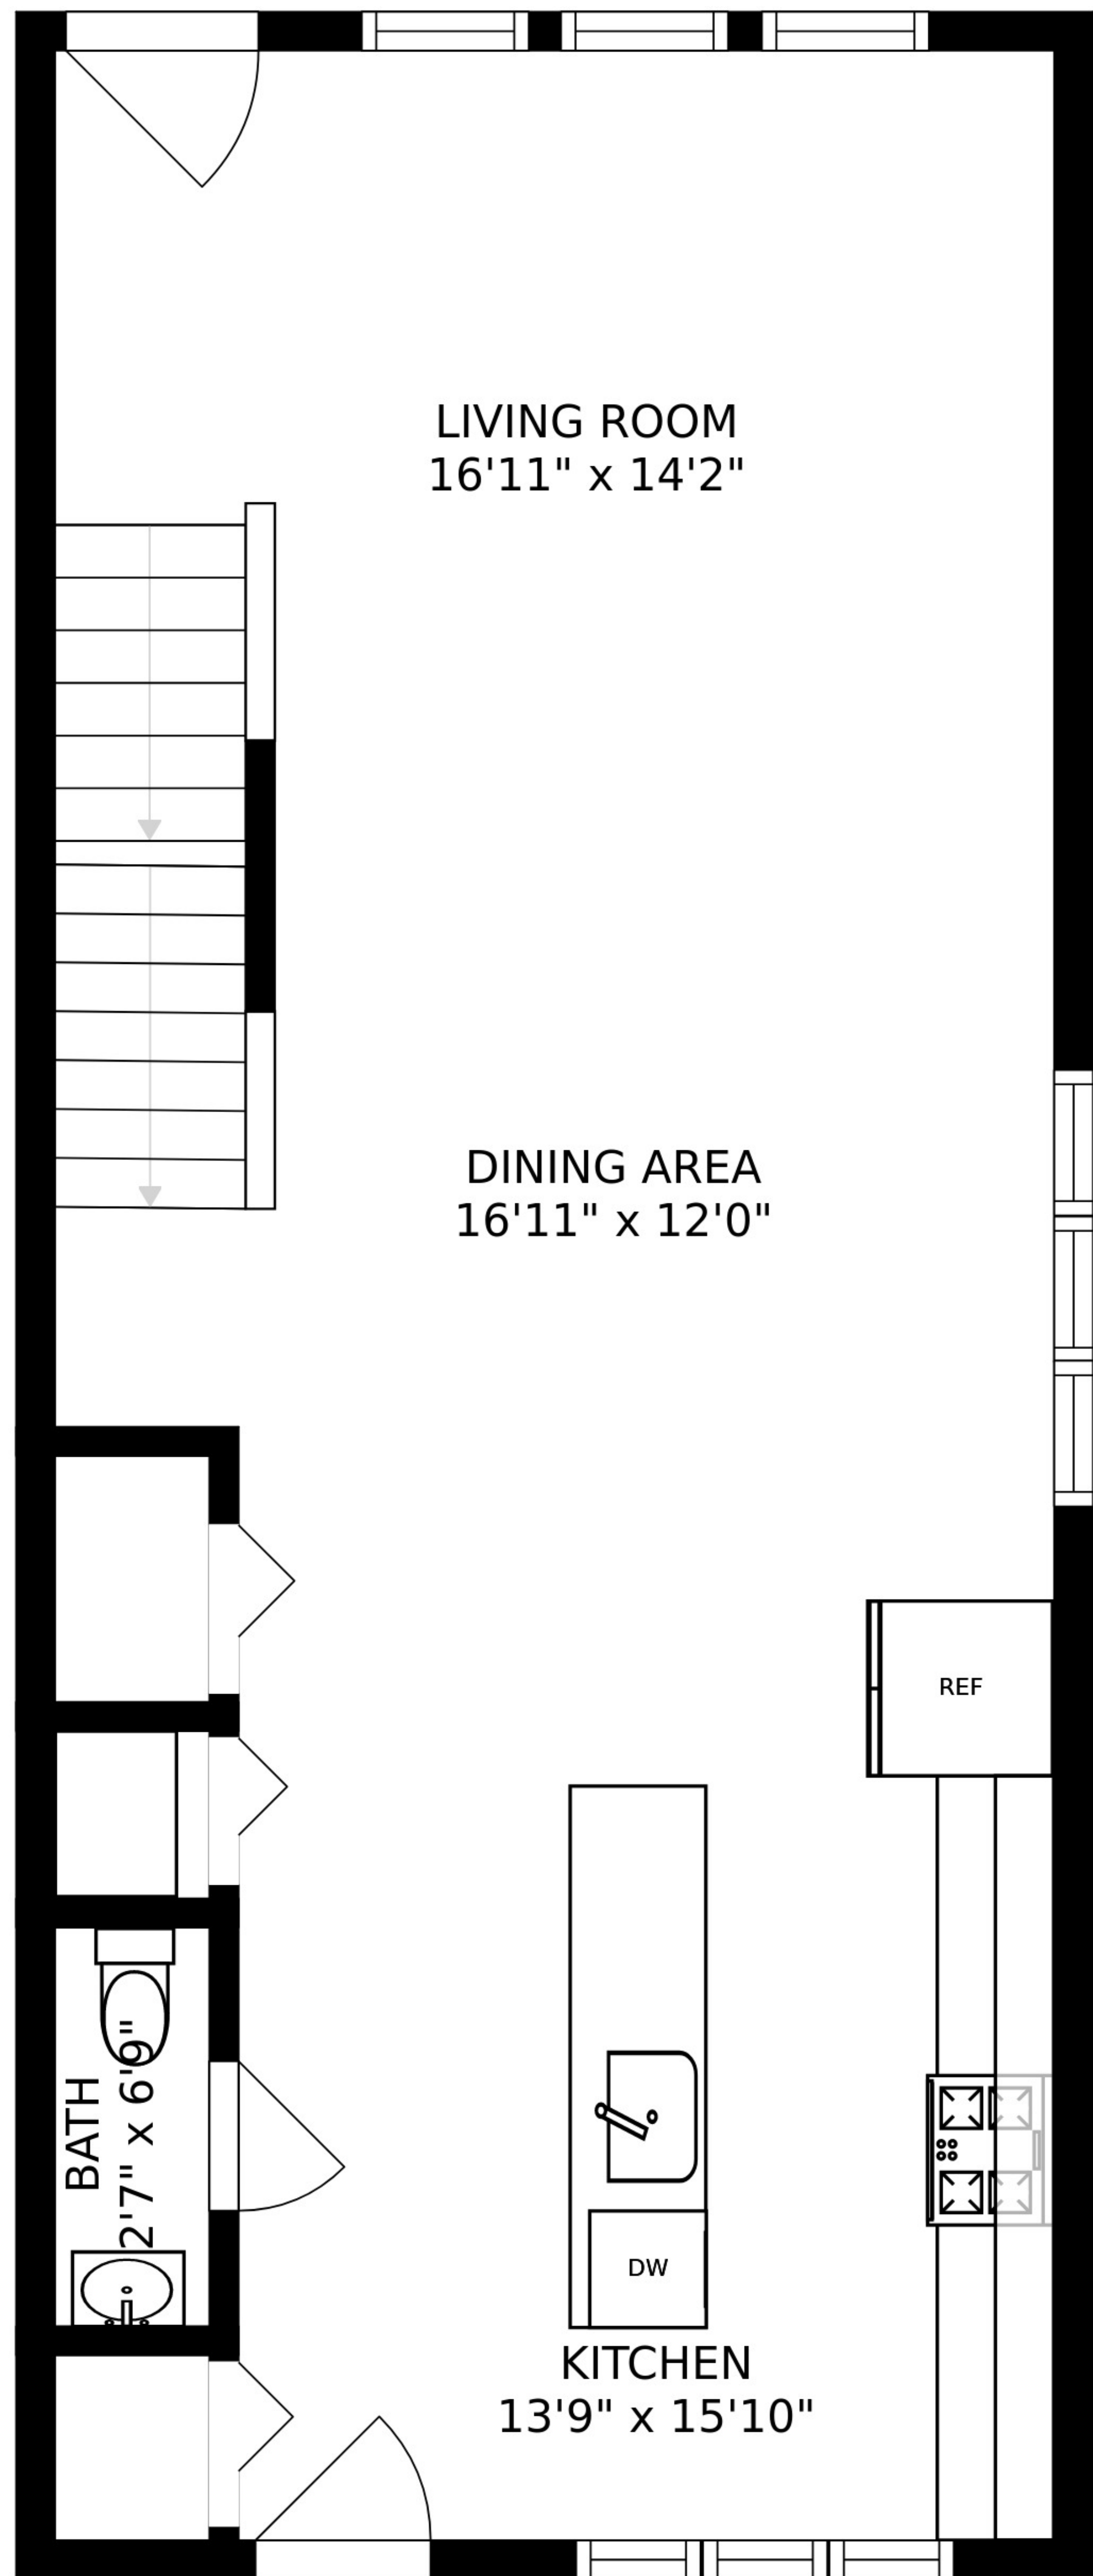 LIVING ROOM
16'11" x 14'2"
DINING AREA
16'11" x 12'0"
REF
BATH
2'7" x 6'9"
DW
KITCHEN
13'9" x 15'10"